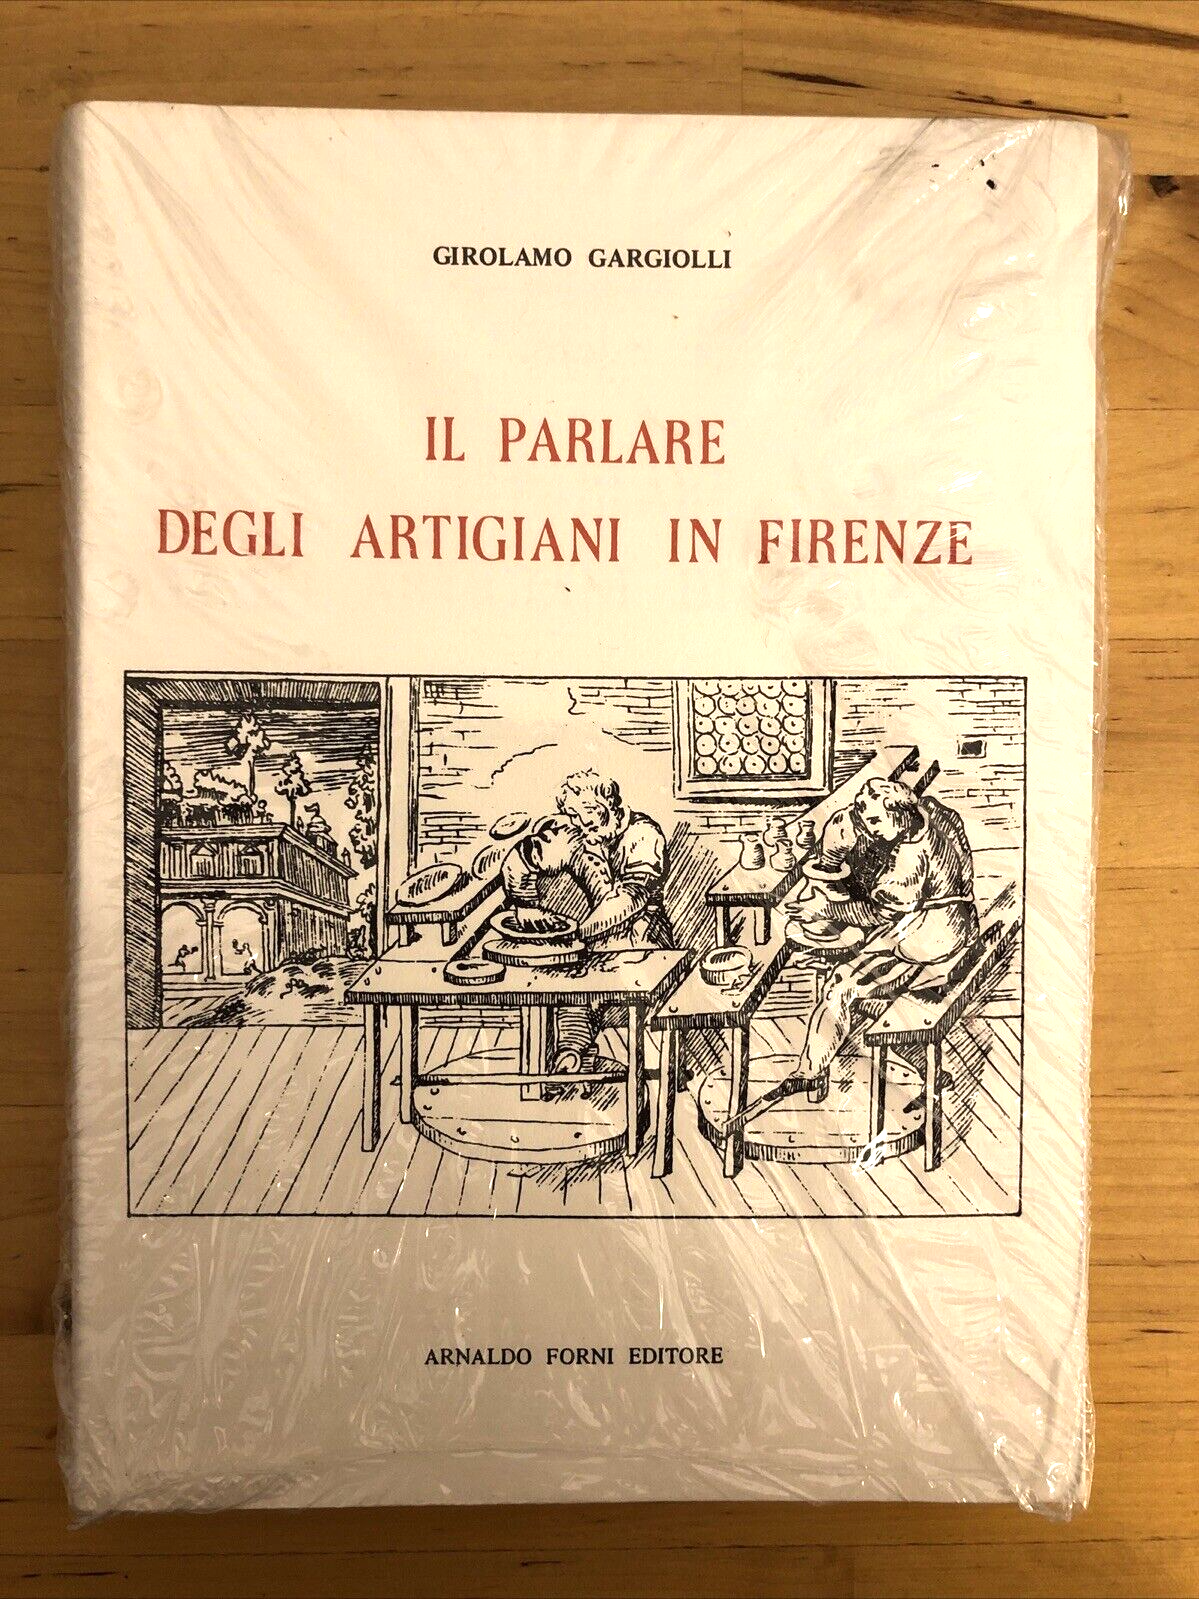 GIROLAMO GARGIOLLI
IL PARLARE
DEGLI ARTIGIANI IN FIRENZE
ARNALDO FORNI EDITORE